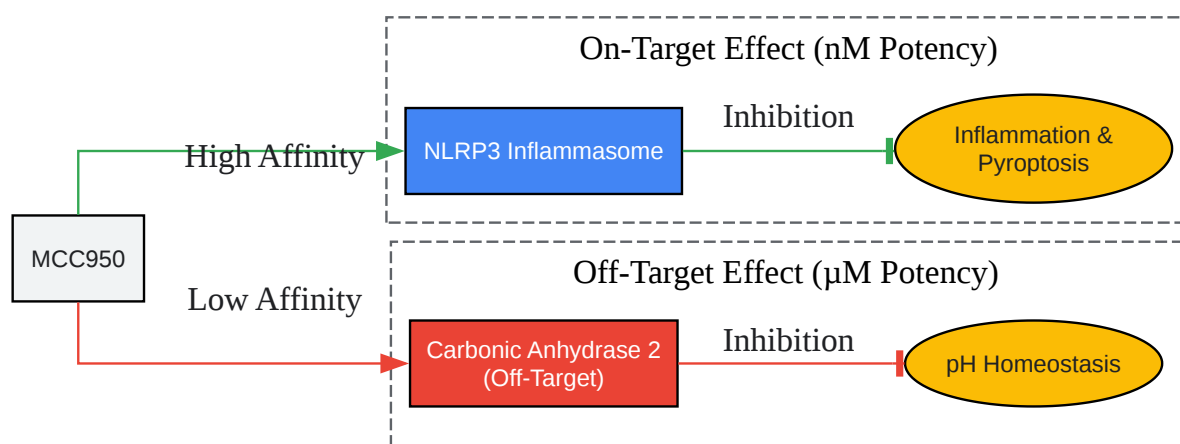 On-Target Effect (nM Potency)
High Affinity
NLRP3 Inflammasome
Inhibition
Inflammation &
Pyroptosis
MCC950
Off-Target Effect (µM Potency)
Low Affinity
Carbonic Anhydrase 2
(Off-Target)
Inhibition
pH Homeostasis